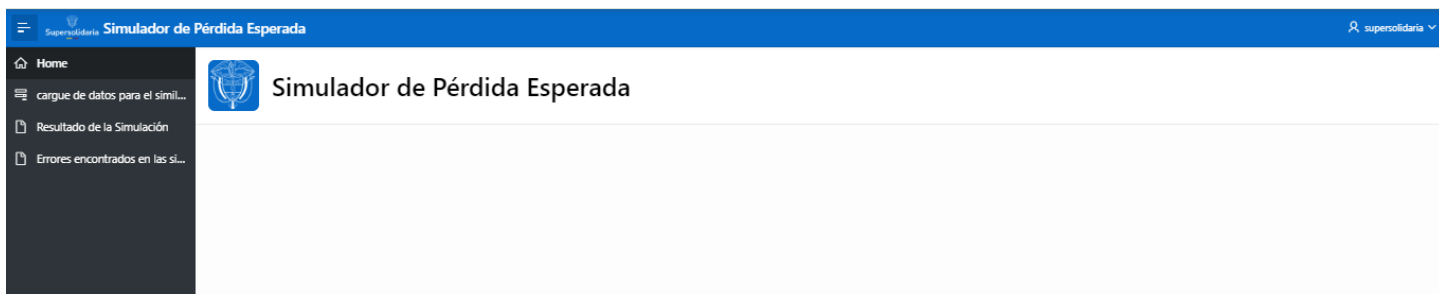 Supersolidaria Simulador de Pérdida Esperada
supersolidaria
Home
cargue de datos para el simil...
Resultado de la Simulación
Errores encontrados en las si...
Simulador de Pérdida Esperada